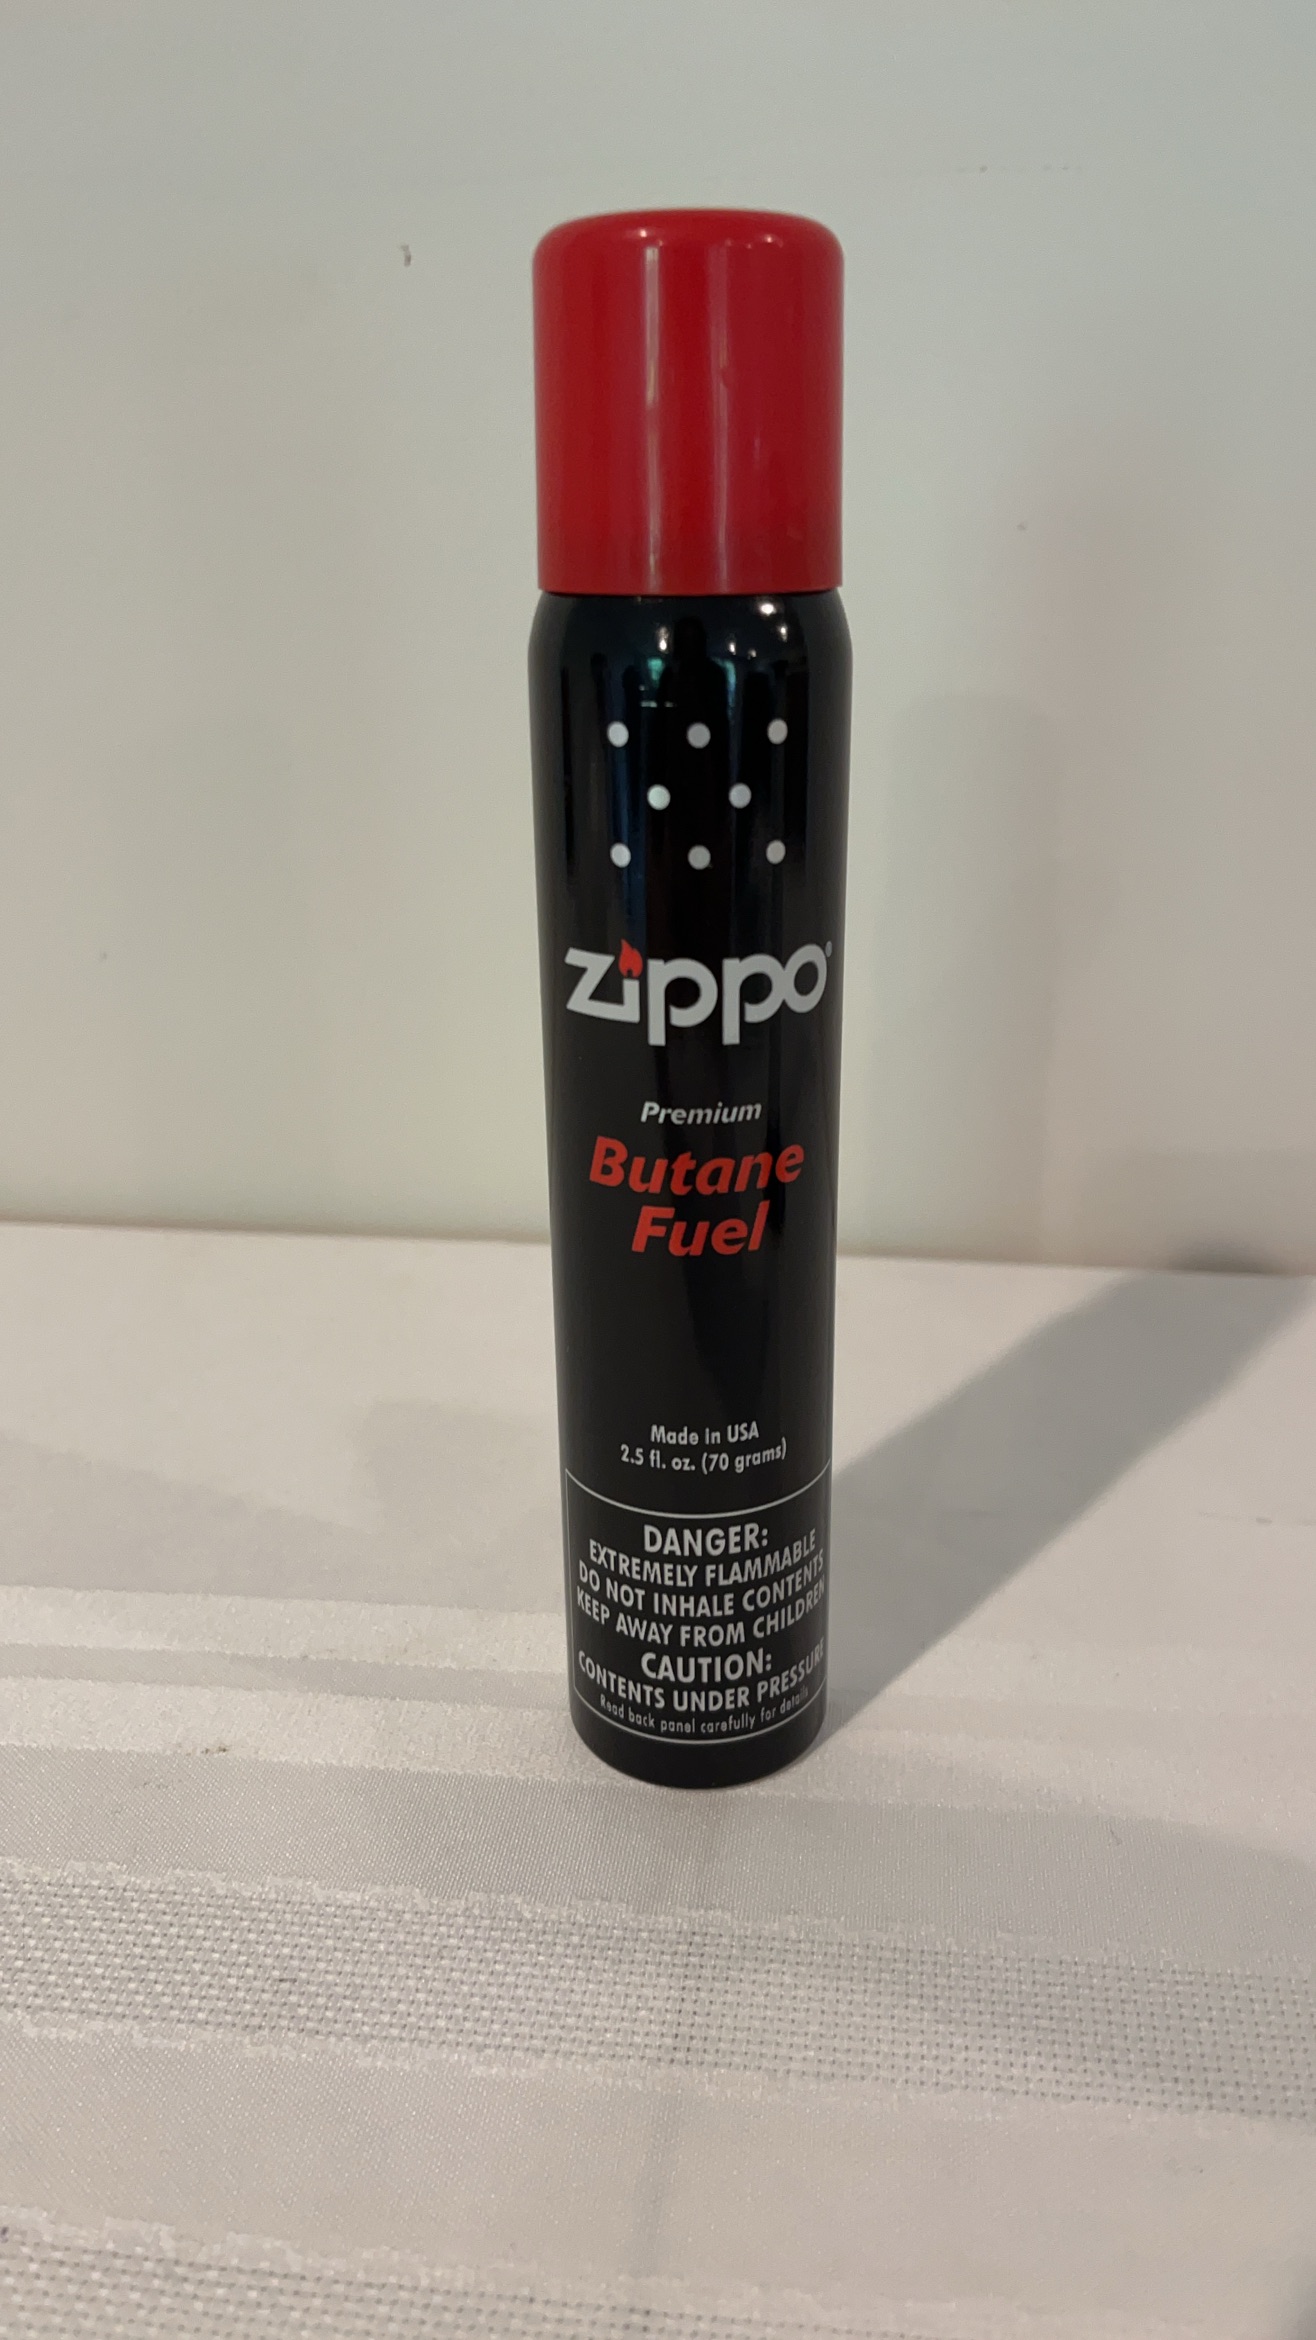 Zippo®
Premium
Butane
Fuel
Made in USA
2.5 fl. oz. (70 grams)
DANGER:
EXTREMELY FLAMMABLE
DO NOT INHALE CONTENTS
KEEP AWAY FROM CHILDREN
CAUTION:
CONTENTS UNDER PRESSURE
Read back panel carefully for details